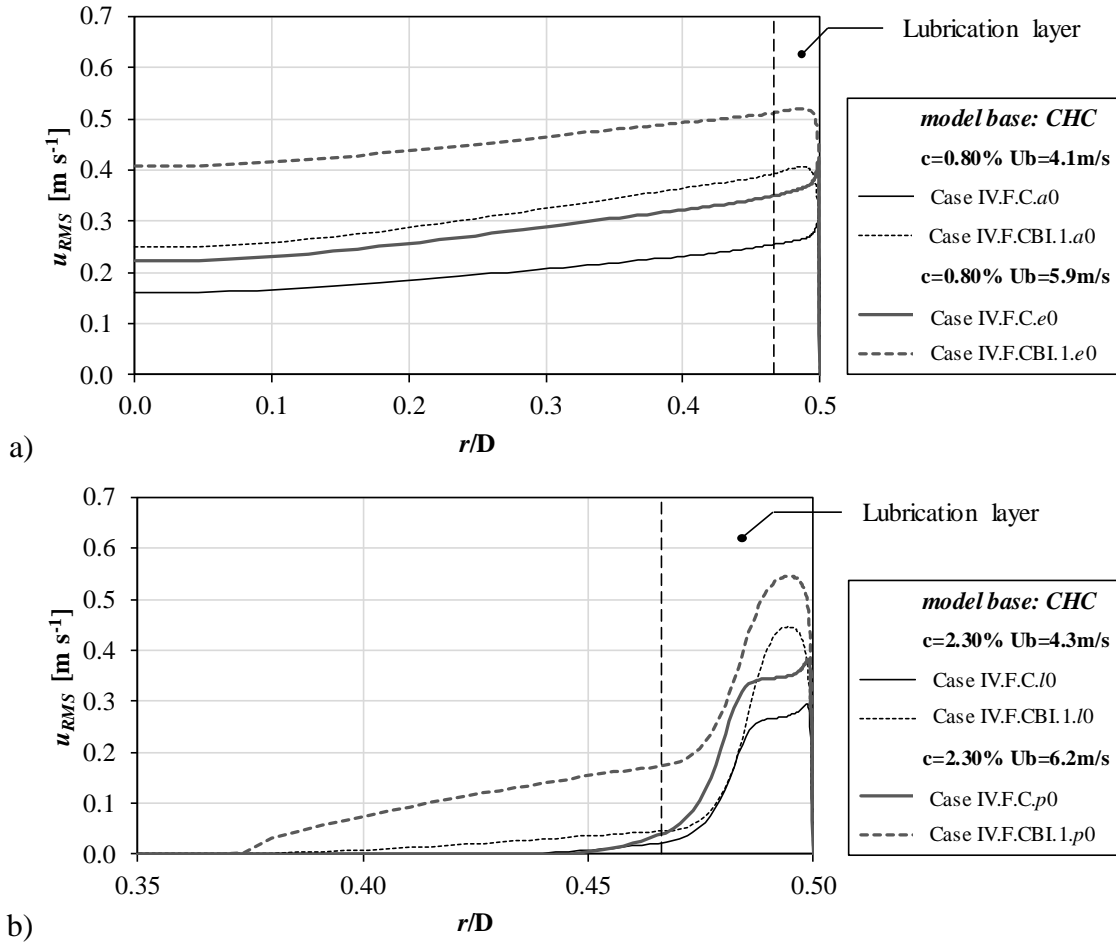 0.7
0.6
0.5
0.4
0.3
0.2
0.1
0.0
u_RMS [m s⁻¹]
0.0 0.1 0.2 0.3 0.4 0.5
r/D
a)
Lubrication layer
model base: CHC
c=0.80% Ub=4.1m/s
Case IV.F.C.a0
Case IV.F.CBI.1.a0
c=0.80% Ub=5.9m/s
Case IV.F.C.e0
Case IV.F.CBI.1.e0
0.7
0.6
0.5
0.4
0.3
0.2
0.1
0.0
u_RMS [m s⁻¹]
0.35 0.40 0.45 0.50
r/D
b)
Lubrication layer
model base: CHC
c=2.30% Ub=4.3m/s
Case IV.F.C.l0
Case IV.F.CBI.1.l0
c=2.30% Ub=6.2m/s
Case IV.F.C.p0
Case IV.F.CBI.1.p0